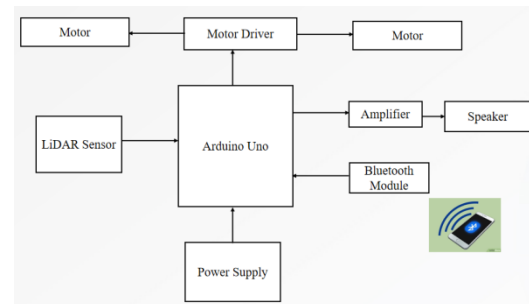 Motor
Motor Driver
Motor
LiDAR Sensor
Arduino Uno
Amplifier
Speaker
Bluetooth
Module
Power Supply